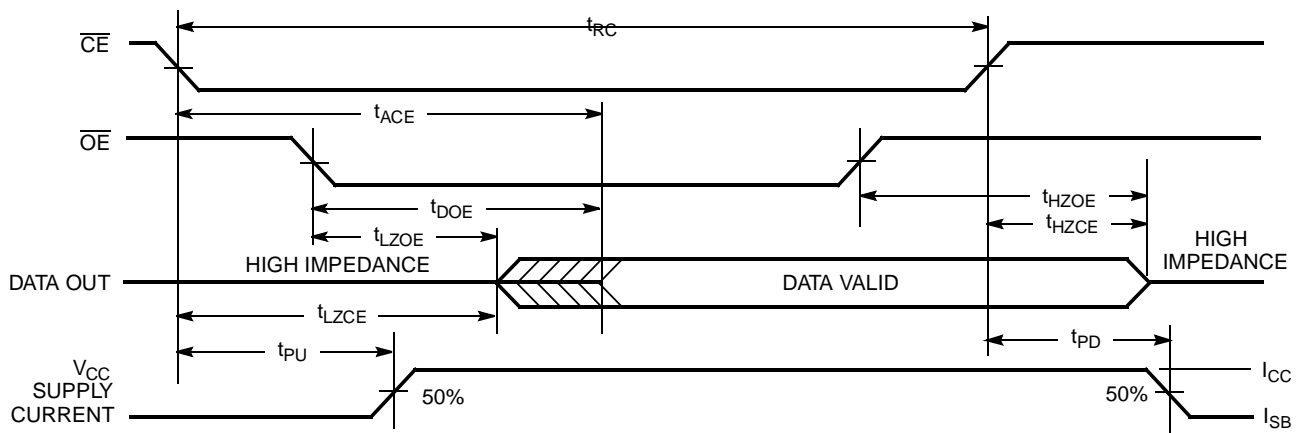 tRC
CE
tACE
OE
tDOE
tHZOE
tLZOE
tHZCE
HIGH IMPEDANCE
HIGH IMPEDANCE
DATA OUT
DATA VALID
tLZCE
tPU
tPD
VCC
SUPPLY
CURRENT
50%
50%
ICC
ISB